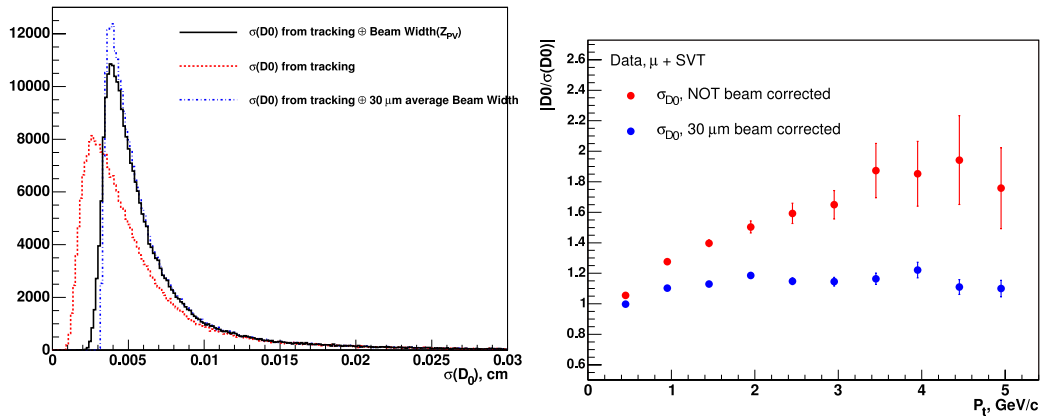 σ(D0) from tracking ⊕ Beam Width(Z_PV)
σ(D0) from tracking
σ(D0) from tracking ⊕ 30 μm average Beam Width
12000
10000
8000
6000
4000
2000
0
0 0.005 0.01 0.015 0.02 0.025 0.03
σ(D_0), cm
|D0/σ(D0)|
Data, μ + SVT
σ_D0, NOT beam corrected
σ_D0, 30 μm beam corrected
2.6
2.4
2.2
2
1.8
1.6
1.4
1.2
1
0.8
0.6
0 1 2 3 4 5
P_t, GeV/c